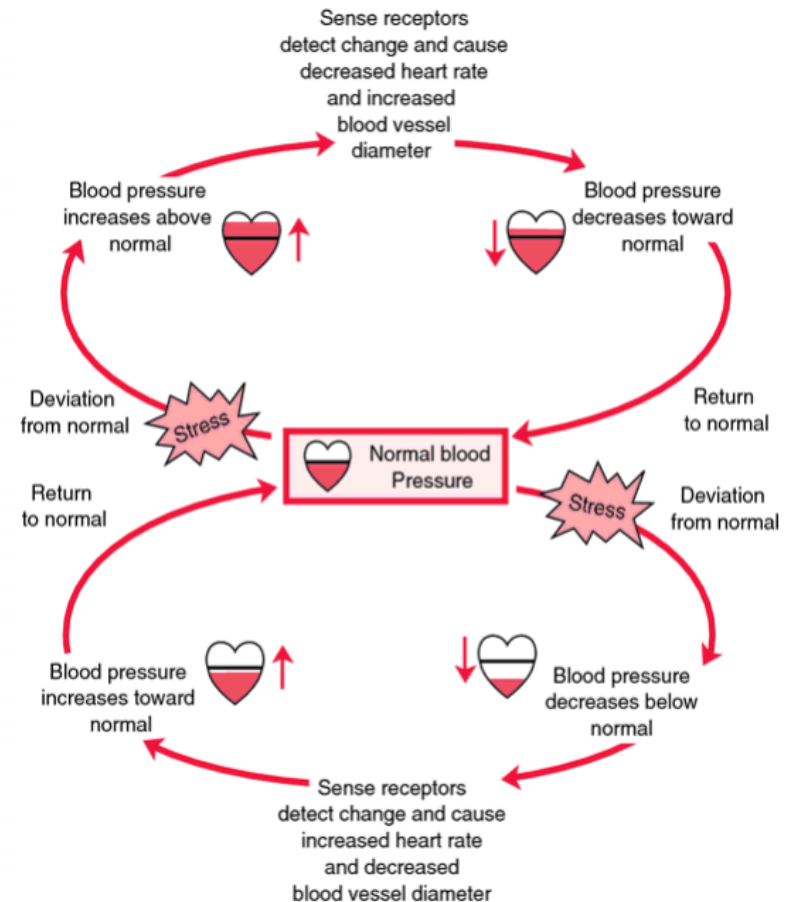 Sense receptors
detect change and cause
decreased heart rate
and increased
blood vessel
diameter
Blood pressure
increases above
normal
Blood pressure
decreases toward
normal
Deviation
from normal
Stress
Return
to normal
Normal blood
Pressure
Return
to normal
Stress
Deviation
from normal
Blood pressure
increases toward
normal
Blood pressure
decreases below
normal
Sense receptors
detect change and cause
increased heart rate
and decreased
blood vessel diameter